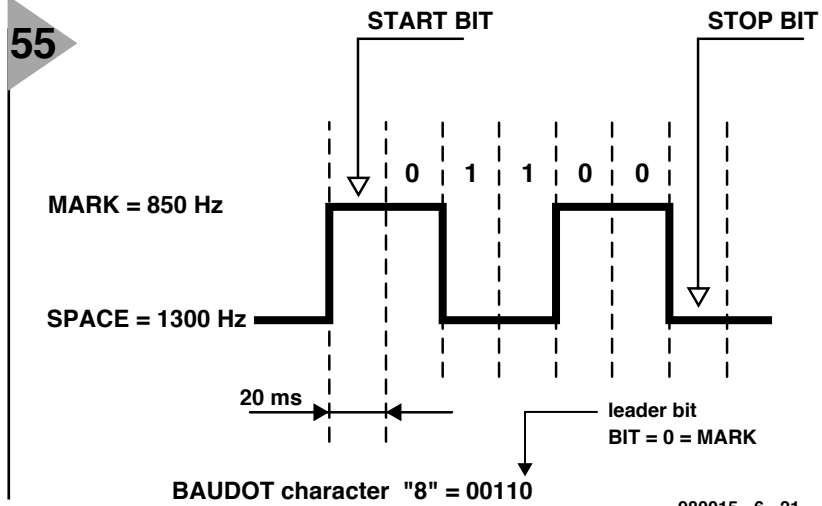 55
START BIT
STOP BIT
0 1 1 0 0
MARK = 850 Hz
SPACE = 1300 Hz
20 ms
leader bit
BIT = 0 = MARK
BAUDOT character "8" = 00110